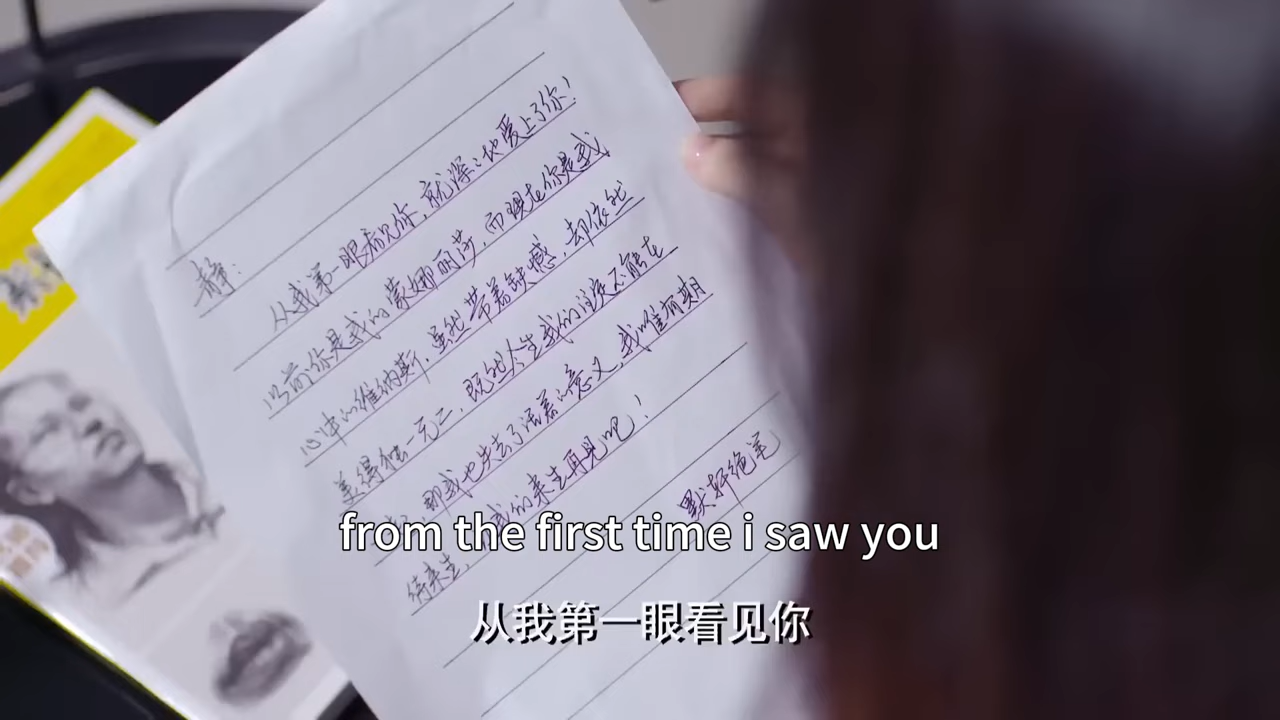 静：
从我第一眼看见你，就深深地爱上了你！
以前你是我的蒙娜丽莎，而现在你是我
心中的维纳斯，虽然带着缺憾，却依然
美得独一无二，既然今生我们注定不能在
那我也失去了活着的意义，我唯有期
待来生，我们来生再见吧！
默轩绝笔
from the first time i saw you
从我第一眼看见你